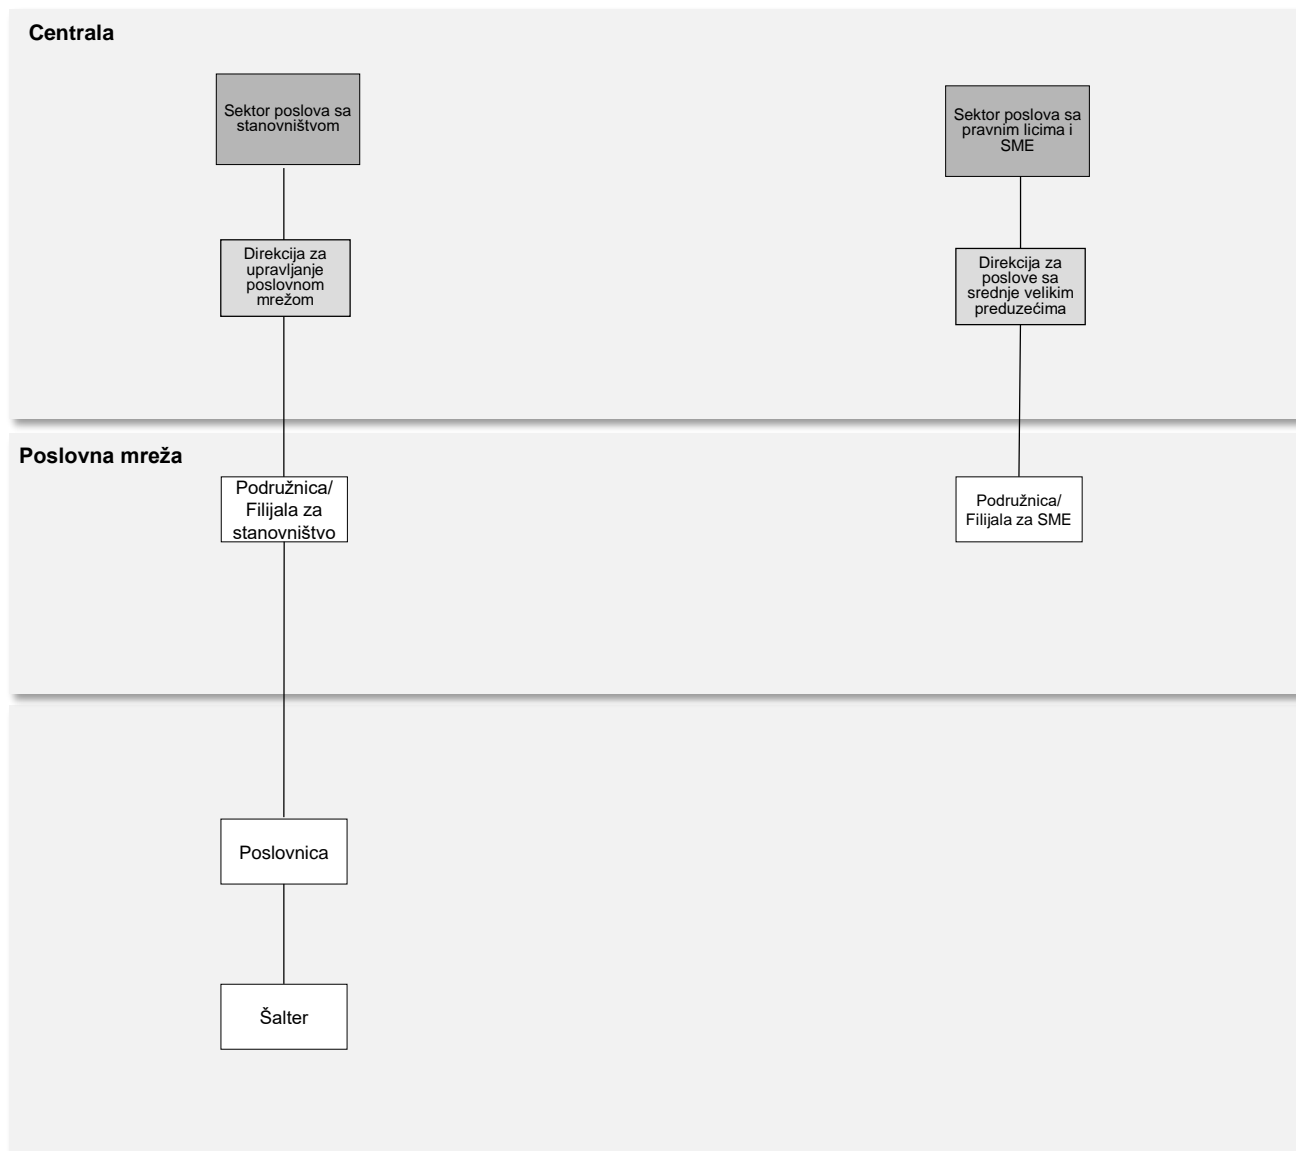 Centrala
Sektor poslova sa
stanovništvom
Sektor poslova sa
pravnim licima i
SME
Direkcija za
upravljanje
poslovnom
mrežom
Direkcija za
poslove sa
srednje velikim
preduzećima
Poslovna mreža
Podružnica/
Filijala za
stanovništvo
Podružnica/
Filijala za SME
Poslovnica
Šalter